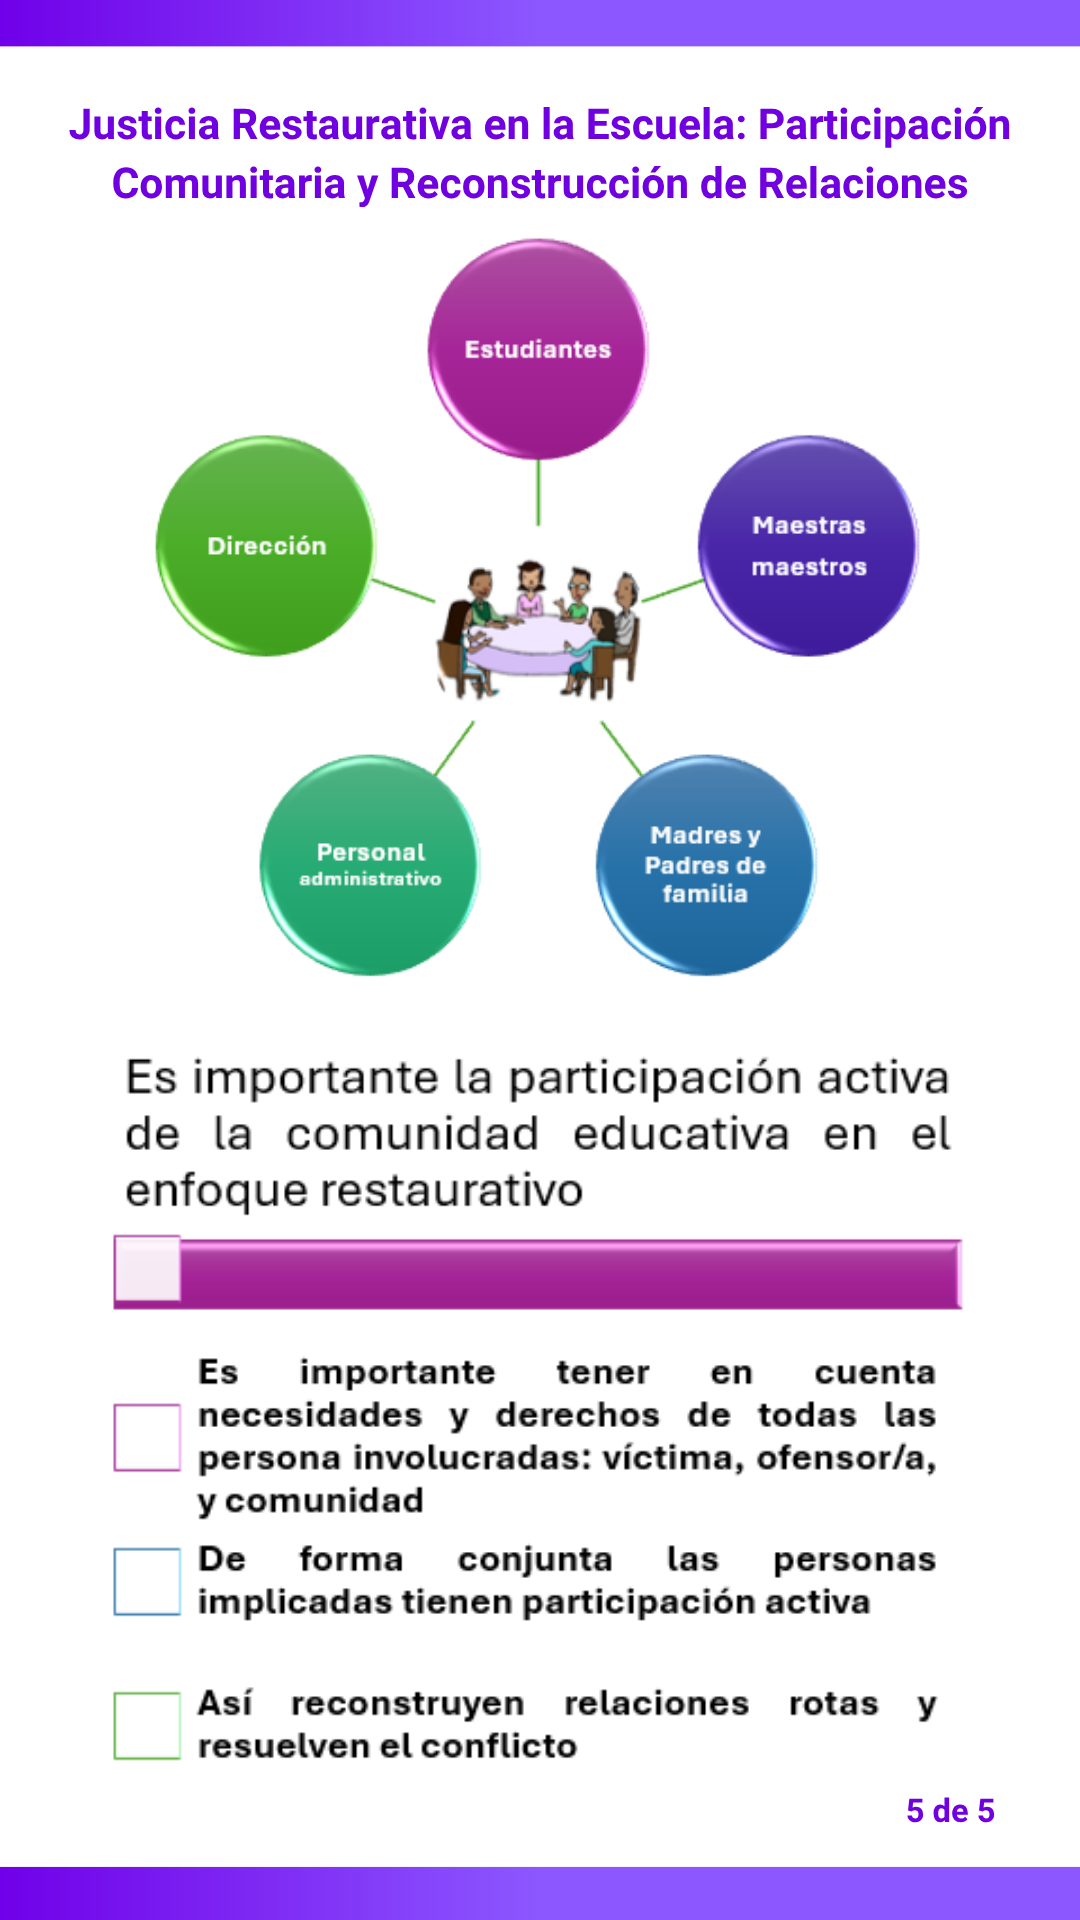 Justicia Restaurativa en la Escuela: Participación
Comunitaria y Reconstrucción de Relaciones
Estudiantes
Dirección
Maestras
maestros
Personal
administrativo
Madres y
Padres de
familia
Es importante la participación activa
de la comunidad educativa en el
enfoque restaurativo
Es importante tener en cuenta
necesidades y derechos de todas las
persona involucradas: víctima, ofensor/a,
y comunidad
De forma conjunta las personas
implicadas tienen participación activa
Así reconstruyen relaciones rotas y
resuelven el conflicto
5 de 5